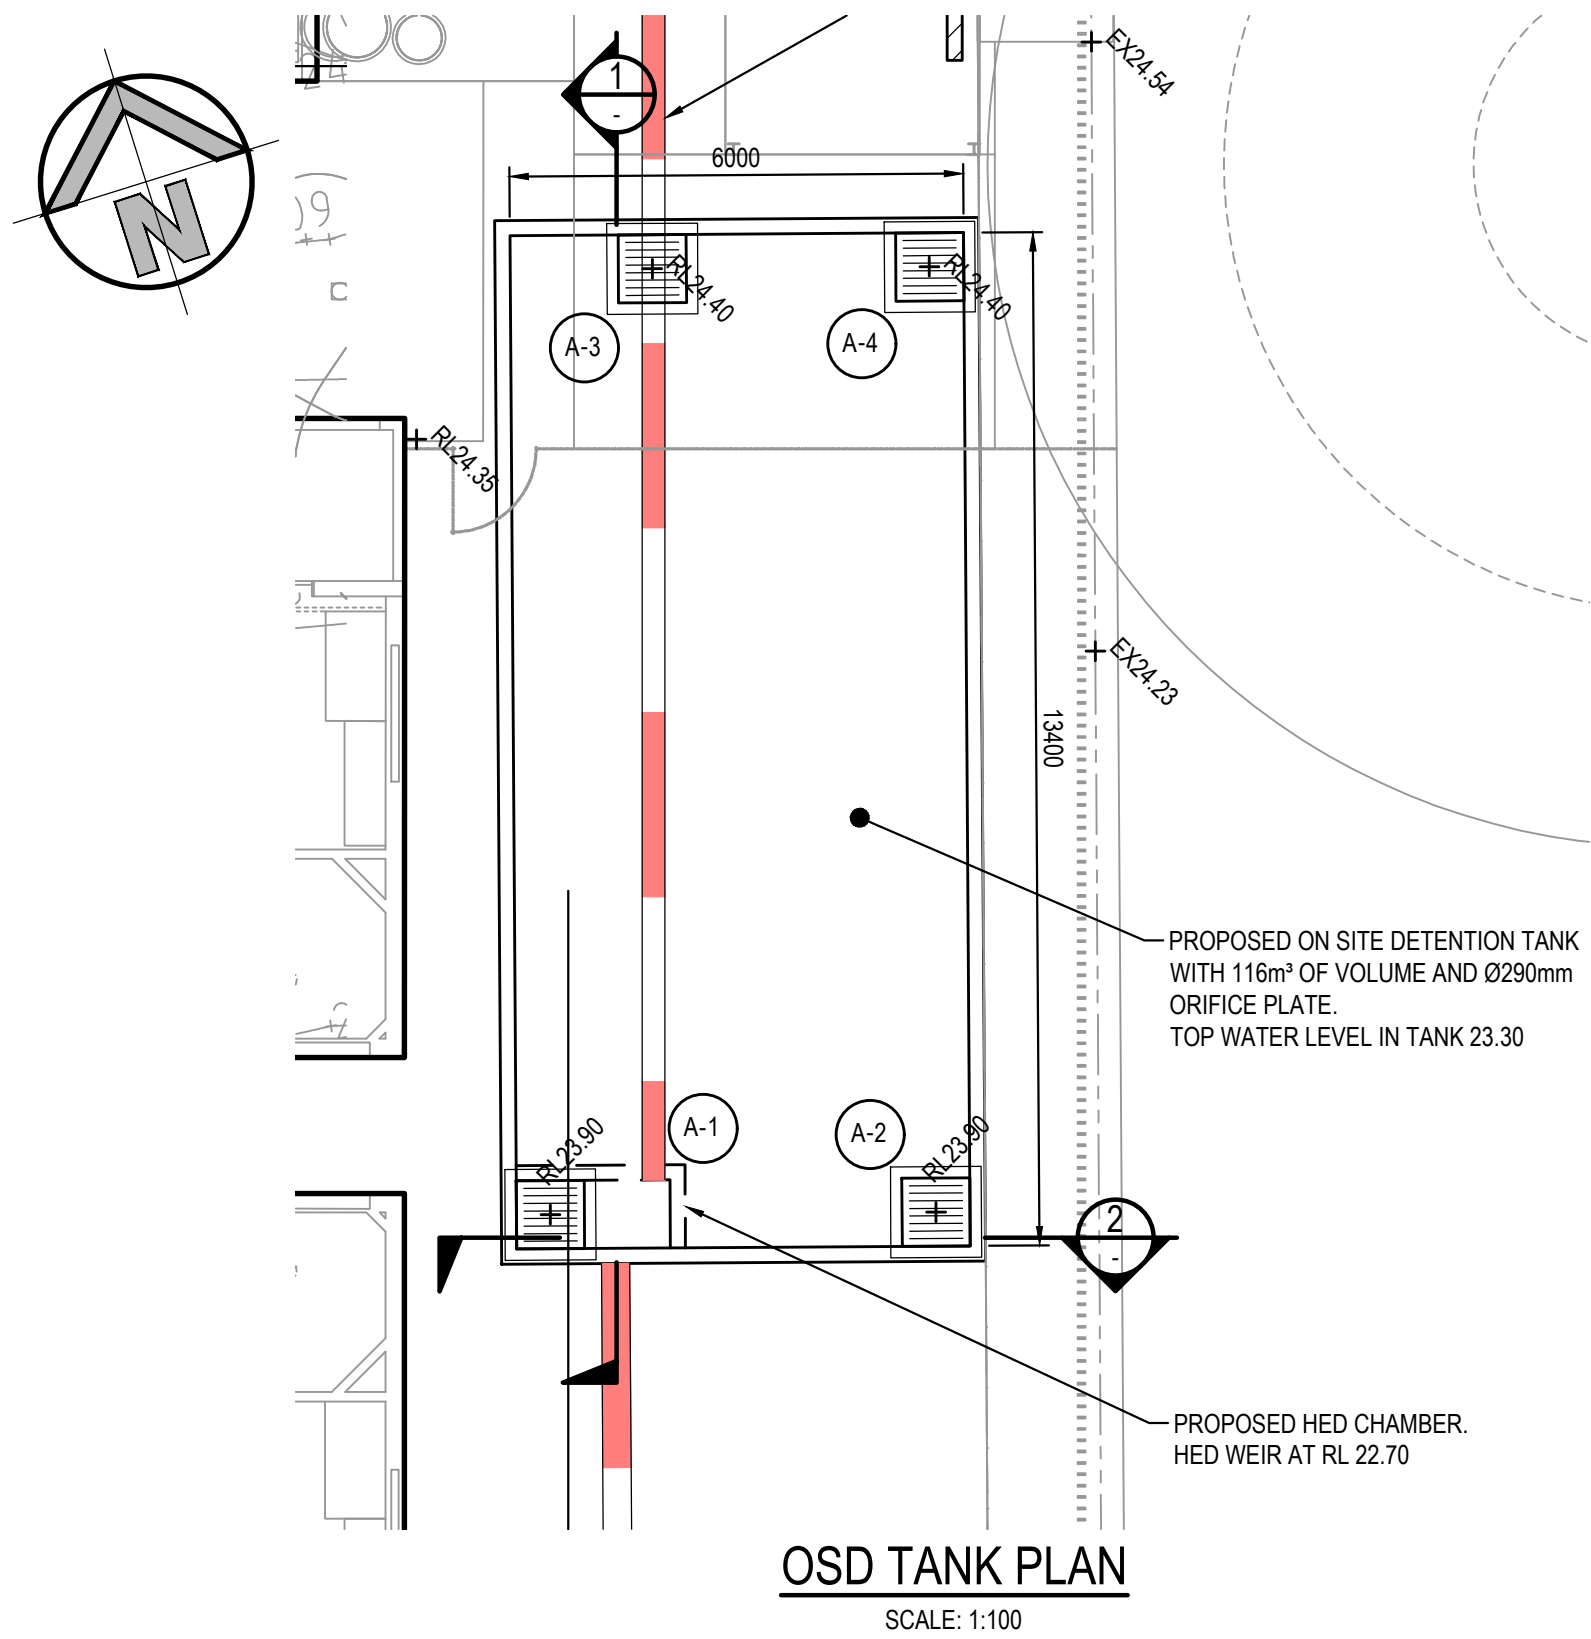 EX24.54
1
-
6000
N
RL24.40
RL24.40
A-3
A-4
RL24.35
EX24.23
13400
PROPOSED ON SITE DETENTION TANK
WITH 116m³ OF VOLUME AND Ø290mm
ORIFICE PLATE.
TOP WATER LEVEL IN TANK 23.30
A-1
A-2
RL23.90
RL23.90
2
-
PROPOSED HED CHAMBER.
HED WEIR AT RL 22.70
OSD TANK PLAN
SCALE: 1:100